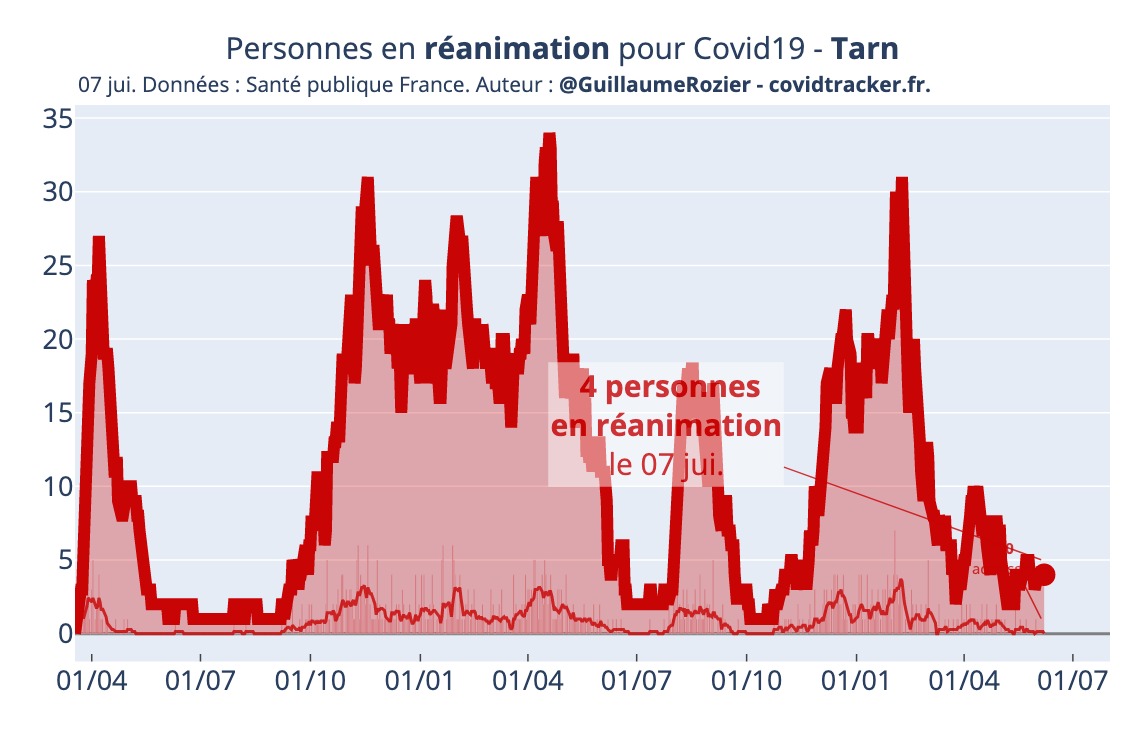 Personnes en réanimation pour Covid19 - Tarn
07 jui. Données : Santé publique France. Auteur : @GuillaumeRozier - covidtracker.fr.
35
30
25
20
15
10
5
0
4 personnes
en réanimation
le 07 jui.
0
01/04 01/07 01/10 01/01 01/04 01/07 01/10 01/01 01/04 01/07